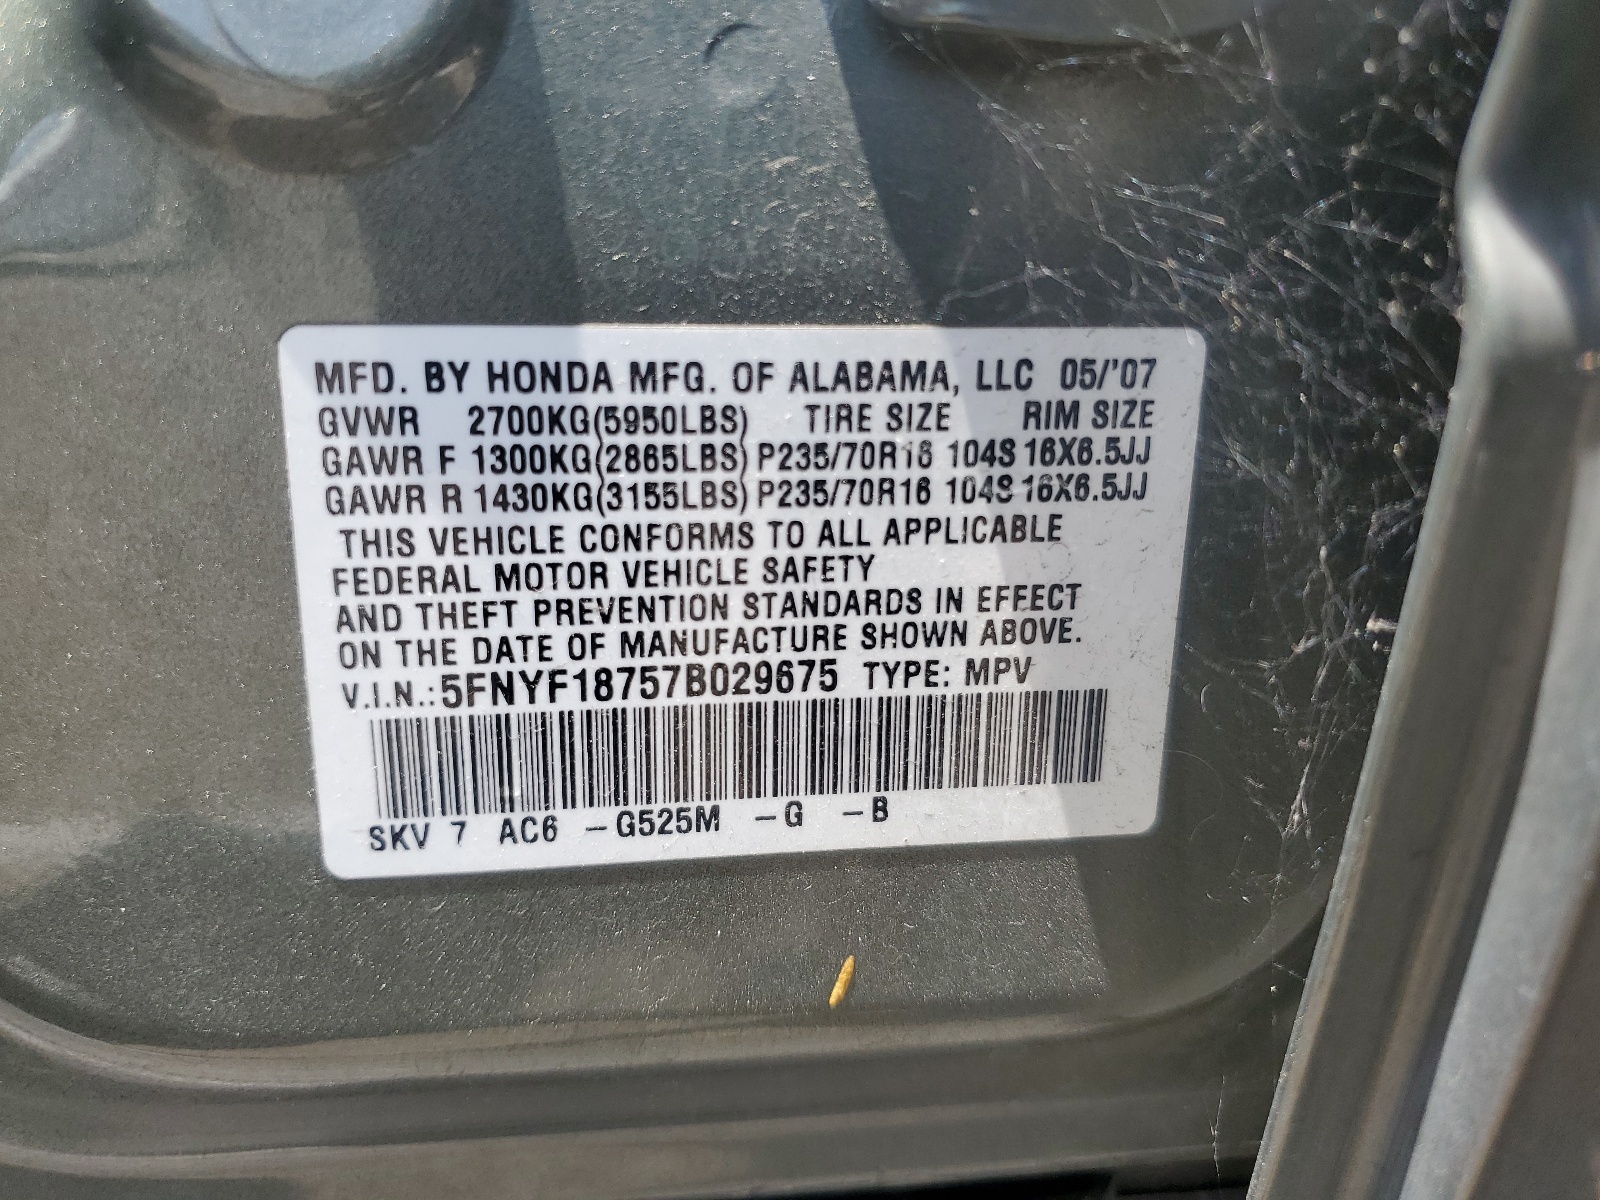 MFD. BY HONDA MFG. OF ALABAMA, LLC 05/'07
GVWR 2700KG(5950LBS) TIRE SIZE RIM SIZE
GAWR F 1300KG(2865LBS) P235/70R16 104S 16X6.5JJ
GAWR R 1430KG(3155LBS) P235/70R16 104S 16X6.5JJ
THIS VEHICLE CONFORMS TO ALL APPLICABLE
FEDERAL MOTOR VEHICLE SAFETY
AND THEFT PREVENTION STANDARDS IN EFFECT
ON THE DATE OF MANUFACTURE SHOWN ABOVE.
V.I.N.: 5FNYF18757B029675 TYPE: MPV
SKV 7 AC6 -G525M -G -B